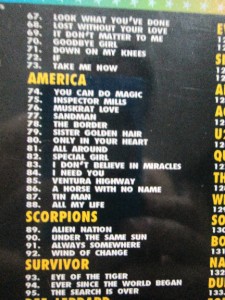 67. LOOK WHAT YOU'VE DONE
68. LOST WITHOUT YOUR LOVE
69. IT DON'T MATTER TO ME
70. GOODBYE GIRL
71. DOWN ON MY KNEES
72. IF
73. TAKE ME NOW
AMERICA
74. YOU CAN DO MAGIC
75. INSPECTOR MILLS
76. MUSKRAT LOVE
77. SANDMAN
78. THE BORDER
79. SISTER GOLDEN HAIR
80. ONLY IN YOUR HEART
81. ALL AROUND
82. SPECIAL GIRL
83. I DON'T BELIEVE IN MIRACLES
84. I NEED YOU
85. VENTURA HIGHWAY
86. A HORSE WITH NO NAME
87. TIN MAN
88. ALL MY LIFE
SCORPIONS
89. ALIEN NATION
90. UNDER THE SAME SUN
91. ALWAYS SOMEWHERE
92. WIND OF CHANGE
SURVIVOR
93. EYE OF THE TIGER
94. EVER SINCE THE WORLD BEGAN
95. THE SEARCH IS OVER